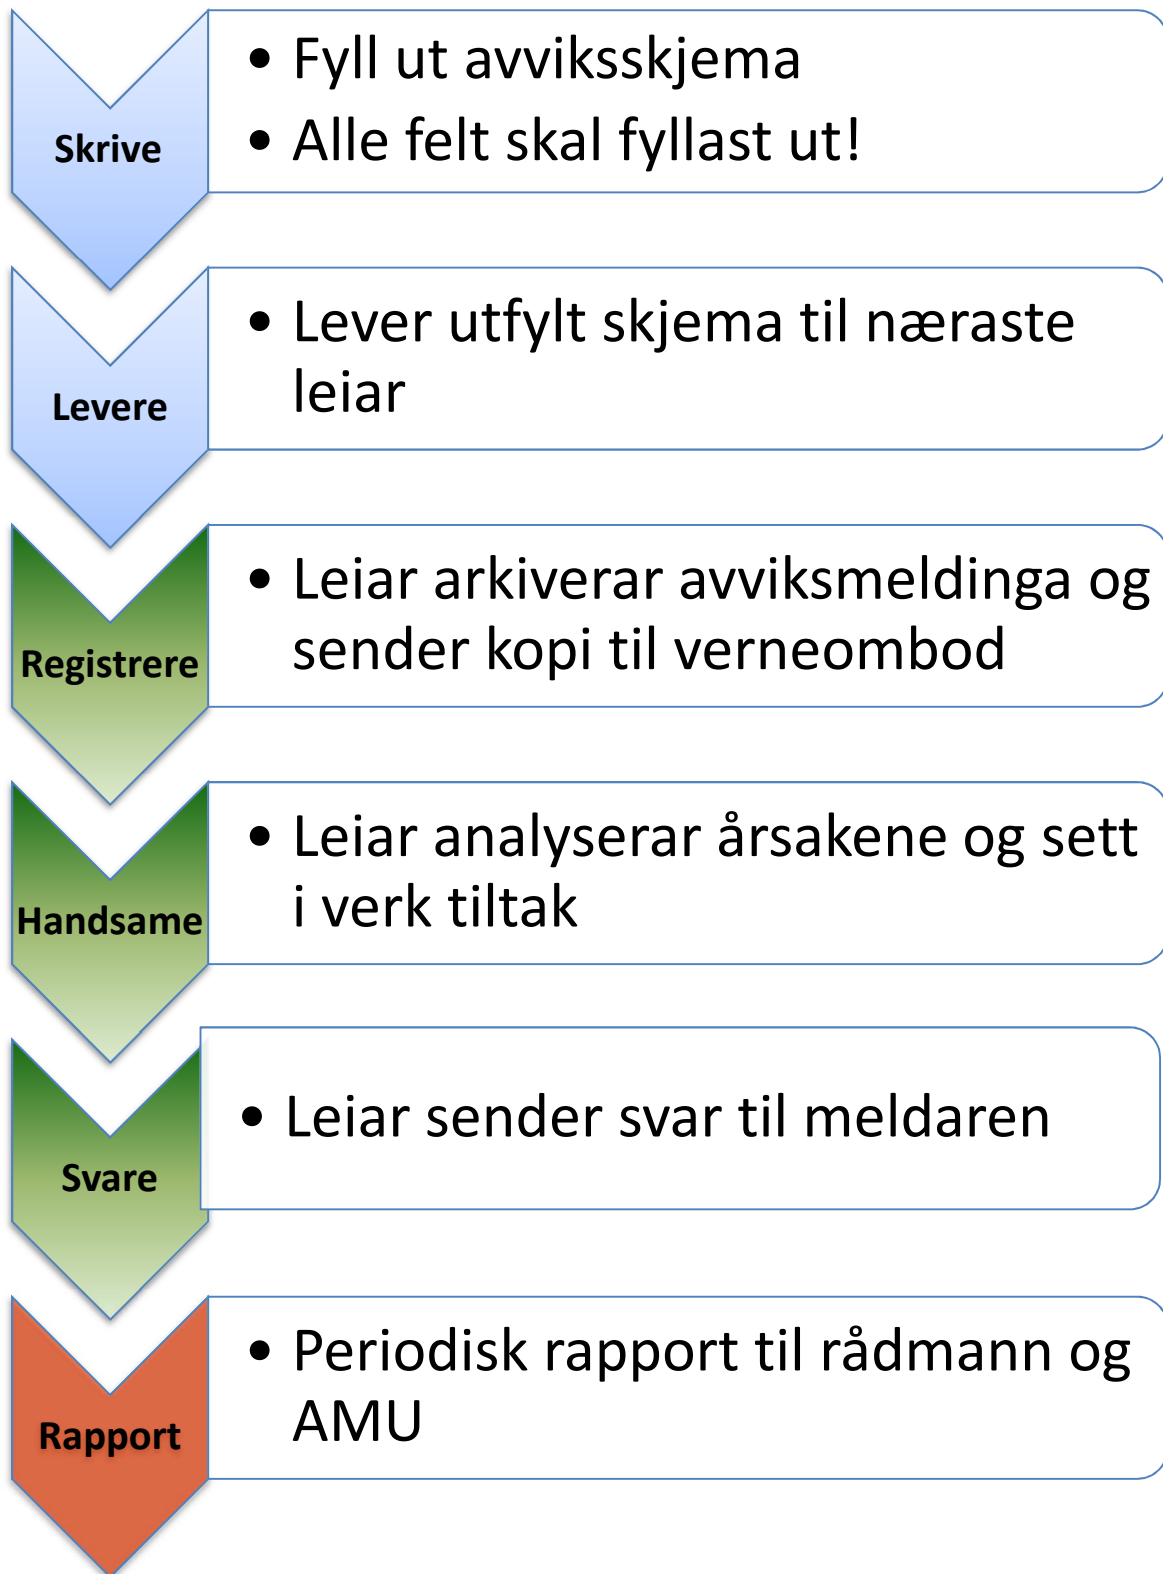 Skrive
• Fyll ut avviksskjema
• Alle felt skal fyllast ut!
Levere
• Lever utfylt skjema til næraste
leiar
Registrere
• Leiar arkiverar avviksmeldinga og
sender kopi til verneombod
Handsame
• Leiar analyserar årsakene og sett
i verk tiltak
Svare
• Leiar sender svar til meldaren
Rapport
• Periodisk rapport til rådmann og
AMU